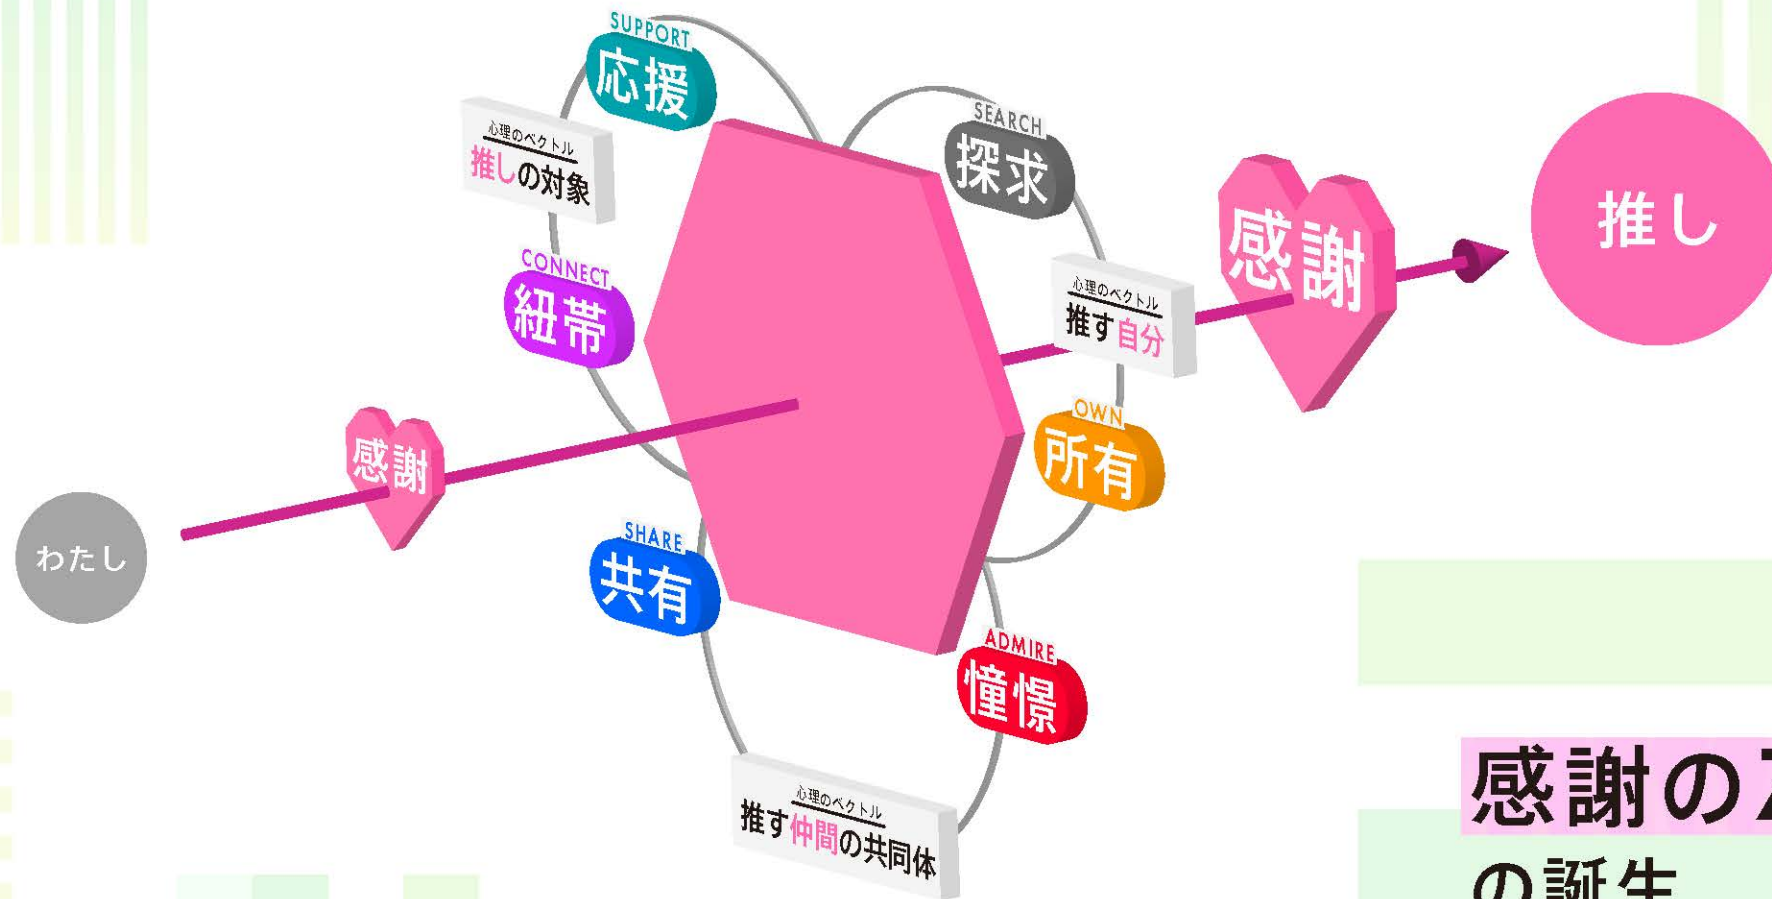 SUPPORT
応援
心理のベクトル
推しの対象
CONNECT
紐帯
SEARCH
探求
心理のベクトル
推す自分
OWN
所有
感謝
推し
感謝
わたし
SHARE
共有
ADMIRE
憧憬
心理のベクトル
推す仲間の共同体
感謝の
の誕生